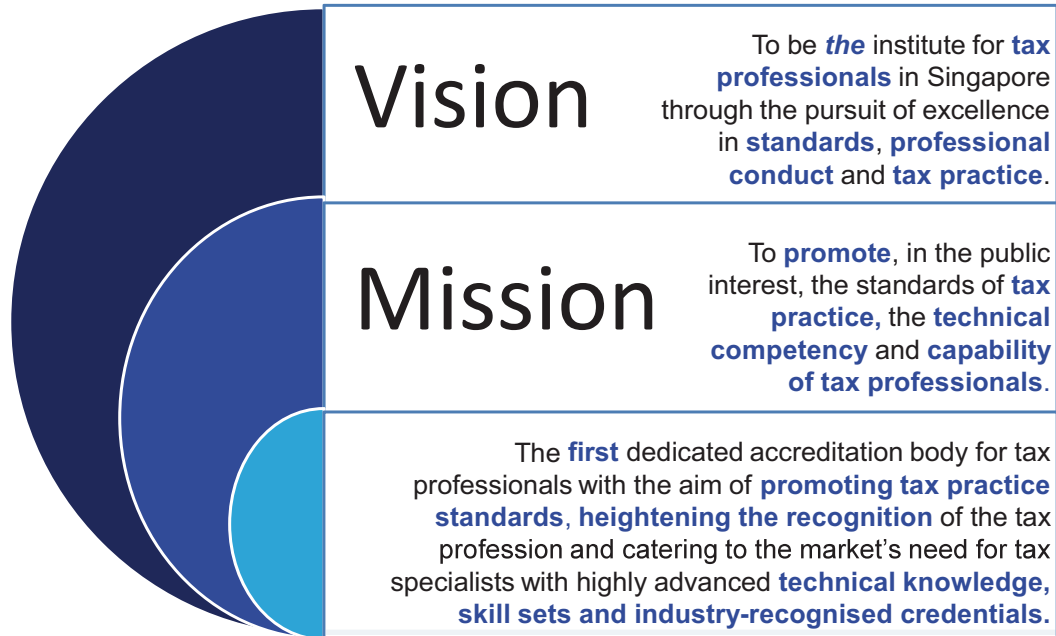 Vision
To be the institute for tax
professionals in Singapore
through the pursuit of excellence
in standards, professional
conduct and tax practice.
Mission
To promote, in the public
interest, the standards of tax
practice, the technical
competency and capability
of tax professionals.
The first dedicated accreditation body for tax
professionals with the aim of promoting tax practice
standards, heightening the recognition of the tax
profession and catering to the market’s need for tax
specialists with highly advanced technical knowledge,
skill sets and industry-recognised credentials.